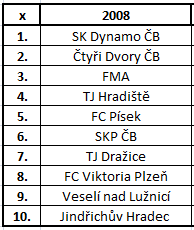 x 2008
1. SK Dynamo ČB
2. Čtyři Dvory ČB
3. FMA
4. TJ Hradiště
5. FC Písek
6. SKP ČB
7. TJ Dražice
8. FC Viktoria Plzeň
9. Veselí nad Lužnicí
10. Jindřichův Hradec